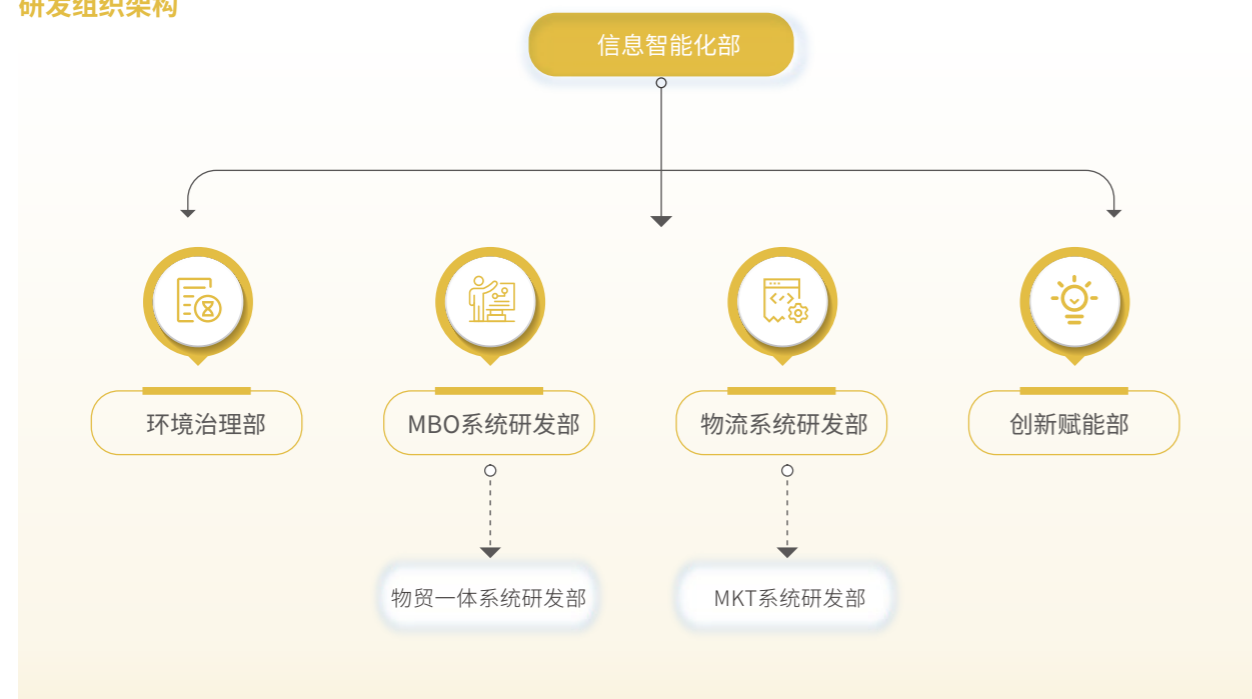 研发组织架构
信息智能化部
环境治理部
MBO系统研发部
物流系统研发部
创新赋能部
物贸一体系统研发部
MKT系统研发部